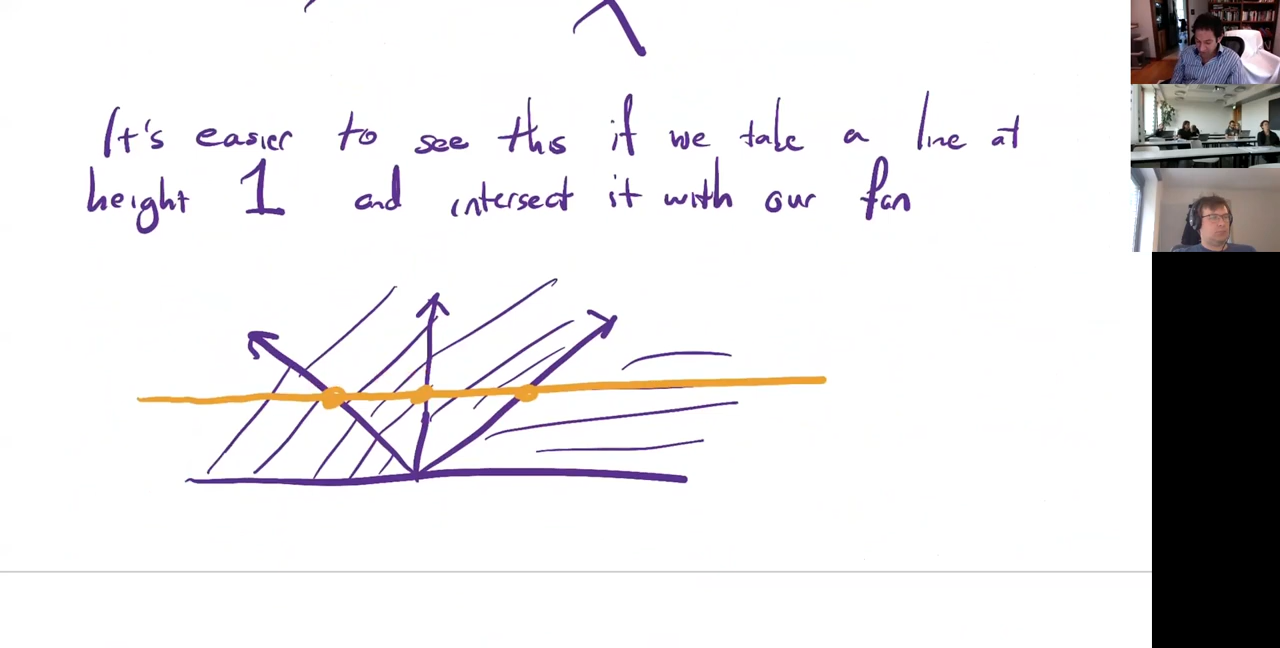 It's easier to see this if we take a line at
height 1 and intersect it with our fan